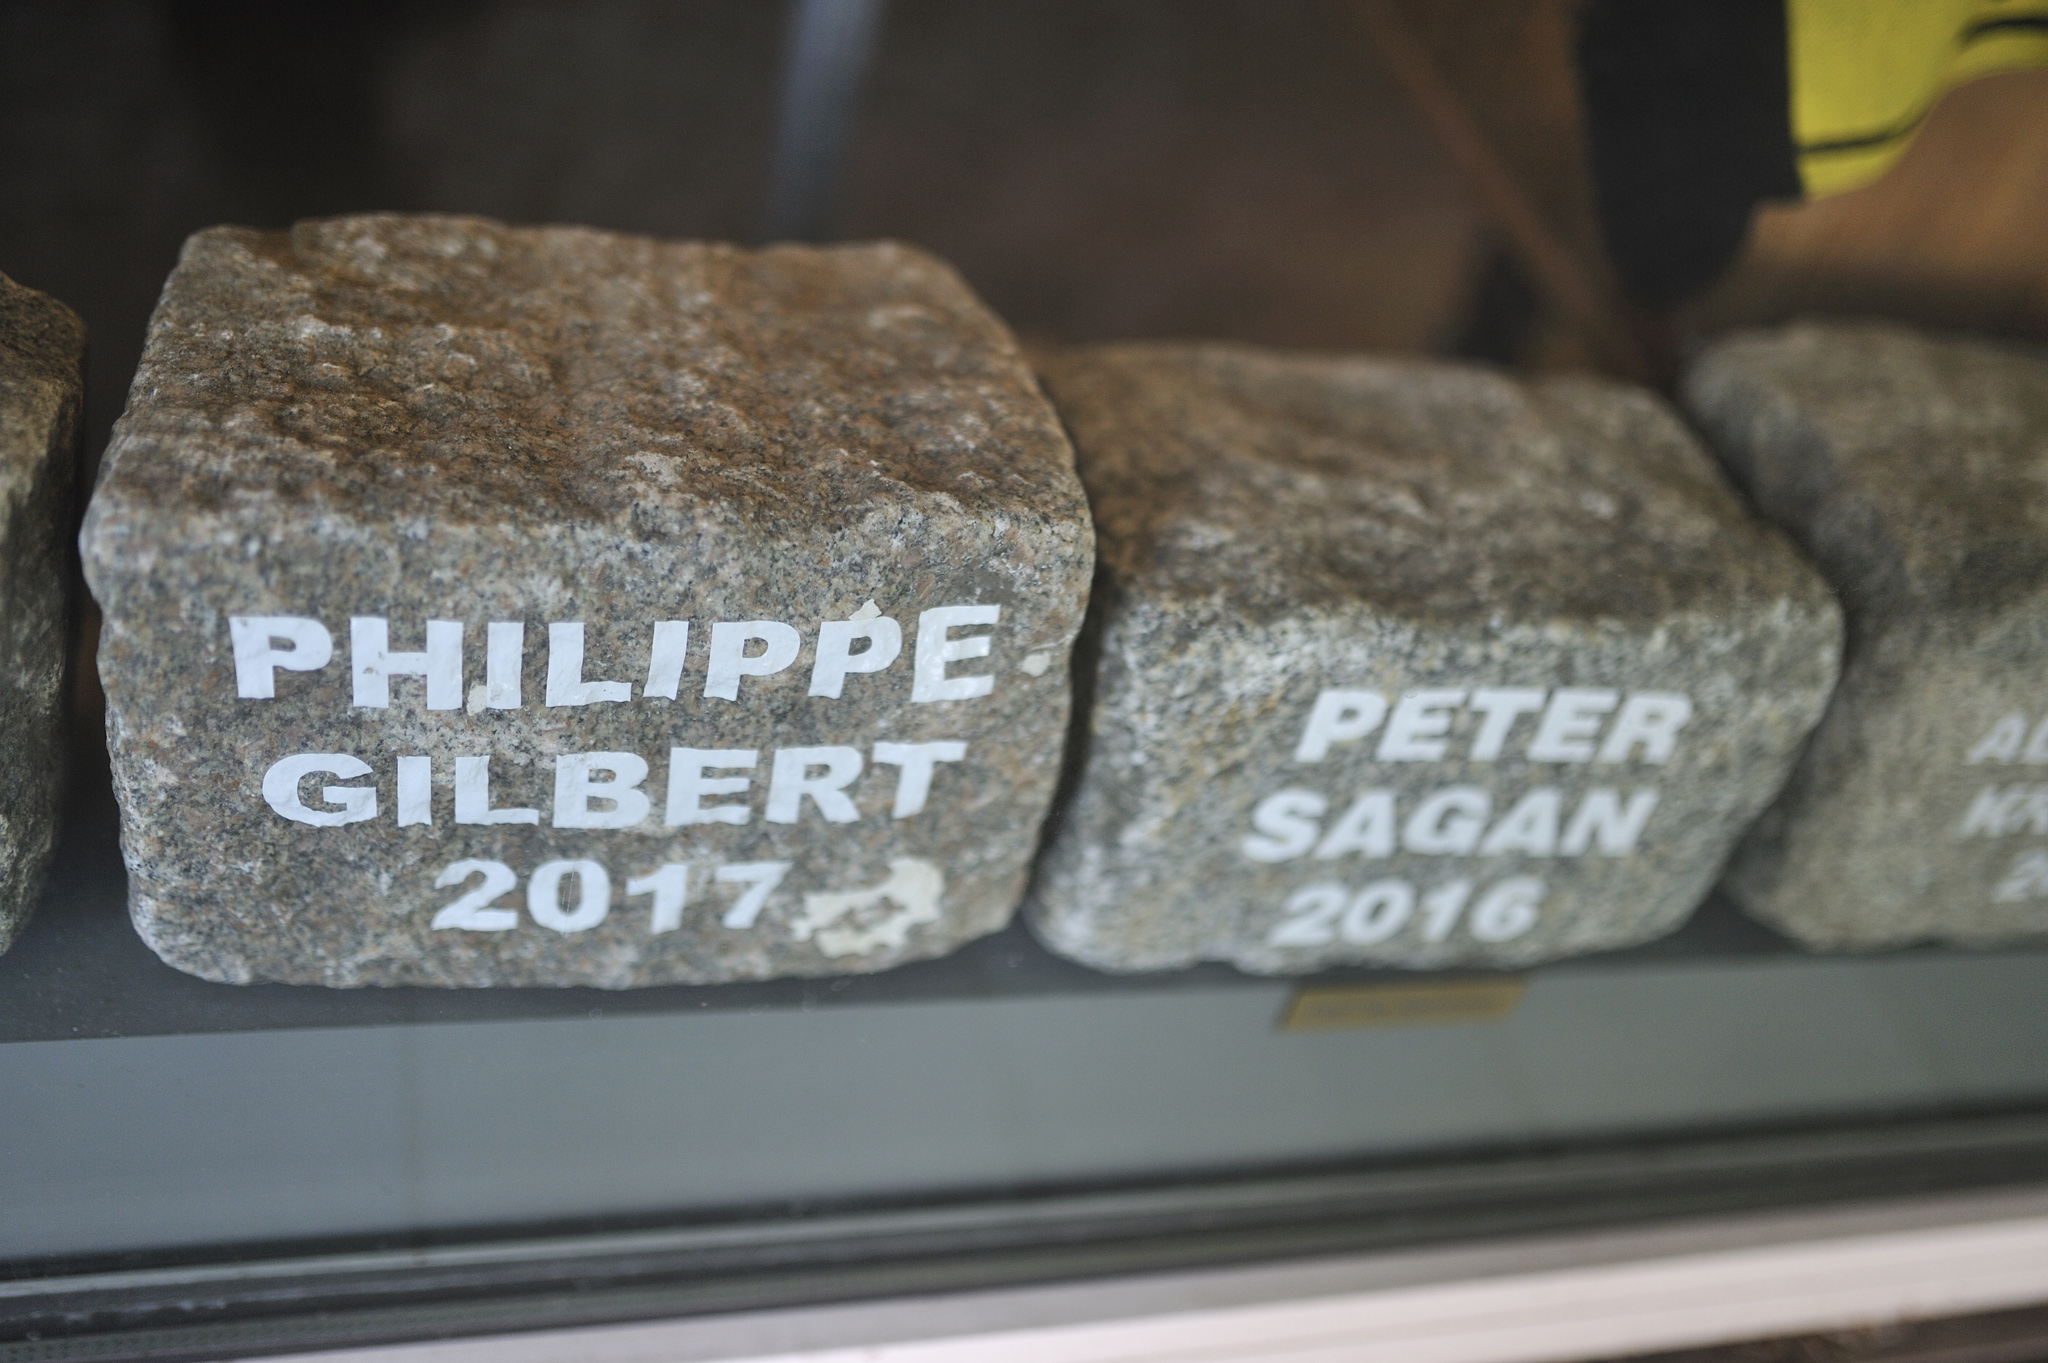 PHILIPPE
GILBERT
2017
PETER
SAGAN
2016